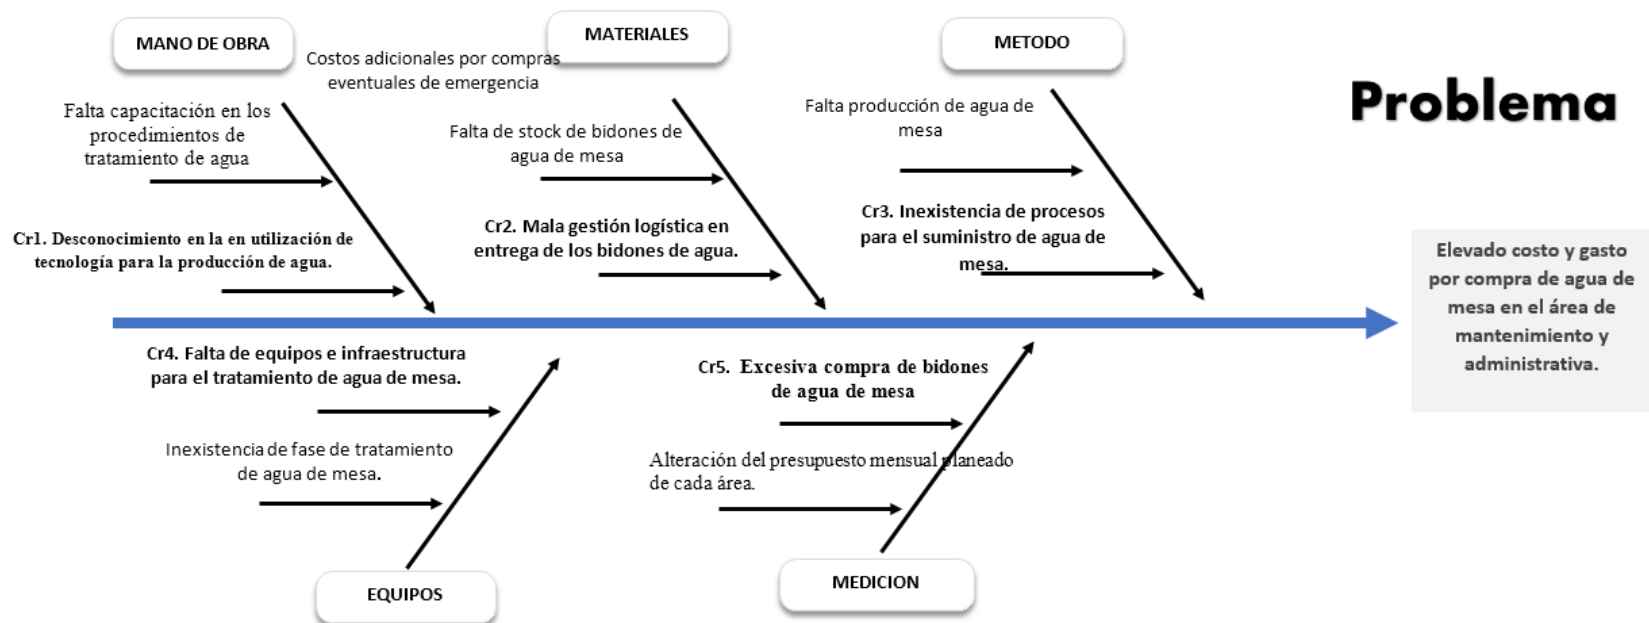 MANO DE OBRA
MATERIALES
METODO
Problema
Costos adicionales por compras
eventuales de emergencia
Falta capacitación en los
procedimientos de
tratamiento de agua
Falta de stock de bidones de
agua de mesa
Falta producción de agua de
mesa
Cr1. Desconocimiento en la en utilización de
tecnología para la producción de agua.
Cr2. Mala gestión logística en
entrega de los bidones de agua.
Cr3. Inexistencia de procesos
para el suministro de agua de
mesa.
Elevado costo y gasto
por compra de agua de
mesa en el área de
mantenimiento y
administrativa.
Cr4. Falta de equipos e infraestructura
para el tratamiento de agua de mesa.
Cr5. Excesiva compra de bidones
de agua de mesa
Inexistencia de fase de tratamiento
de agua de mesa.
Alteración del presupuesto mensual planeado
de cada área.
EQUIPOS
MEDICION